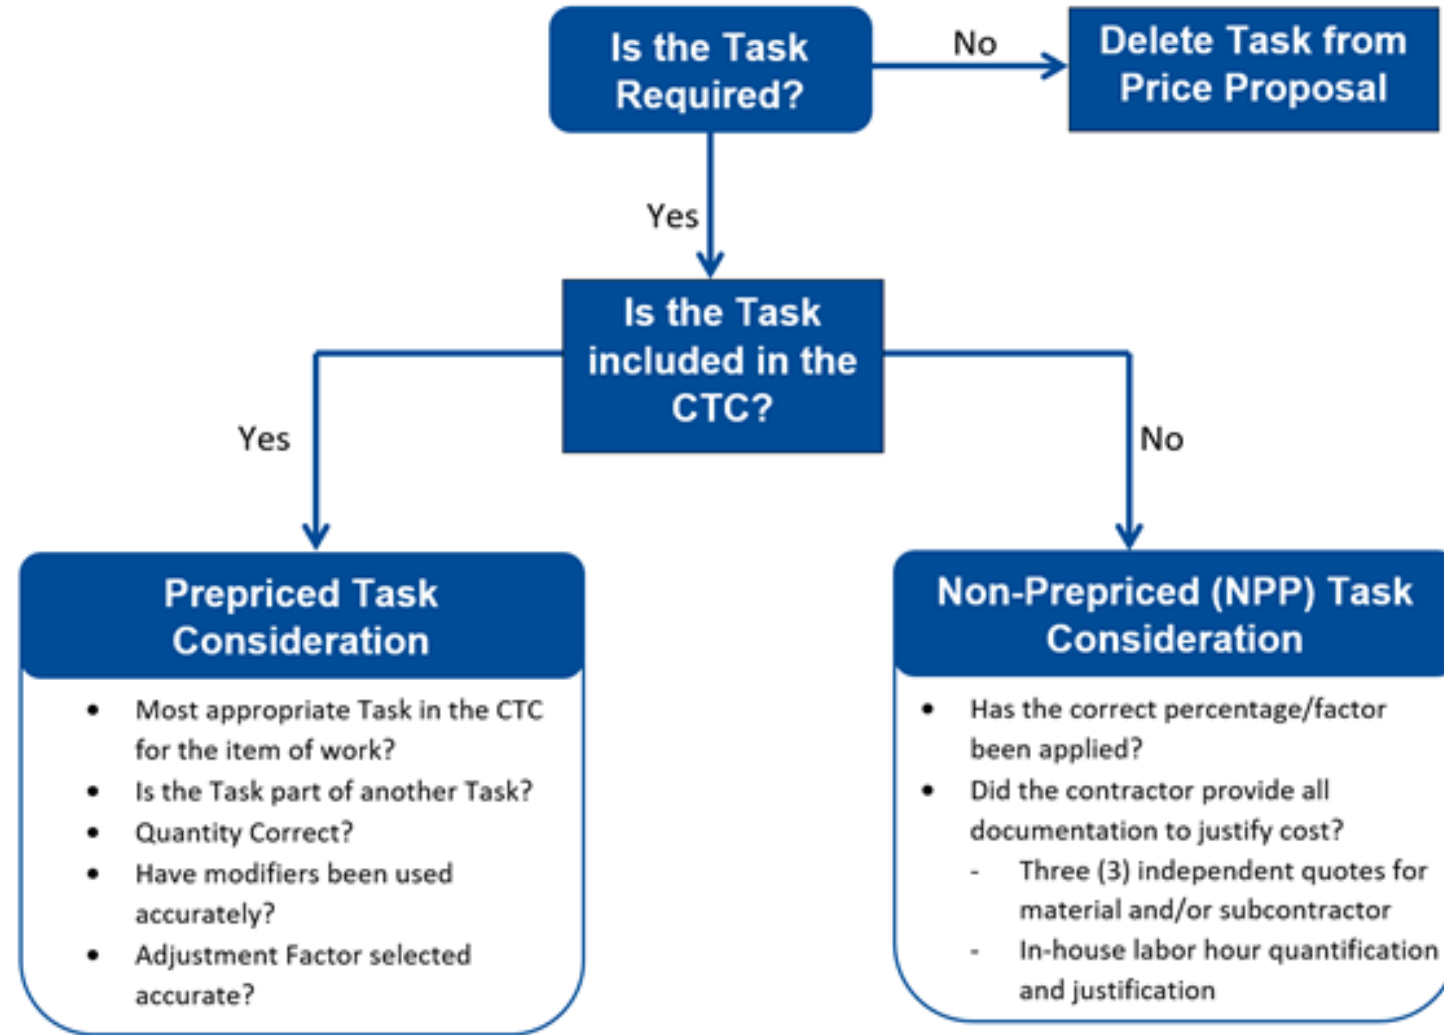 Is the Task
Required?
No
Delete Task from
Price Proposal
Yes
Is the Task
included in the
CTC?
Yes
No
Prepriced Task
Consideration
• Most appropriate Task in the CTC
for the item of work?
• Is the Task part of another Task?
• Quantity Correct?
• Have modifiers been used
accurately?
• Adjustment Factor selected
accurate?
Non-Prepriced (NPP) Task
Consideration
• Has the correct percentage/factor
been applied?
• Did the contractor provide all
documentation to justify cost?
- Three (3) independent quotes for
material and/or subcontractor
- In-house labor hour quantification
and justification